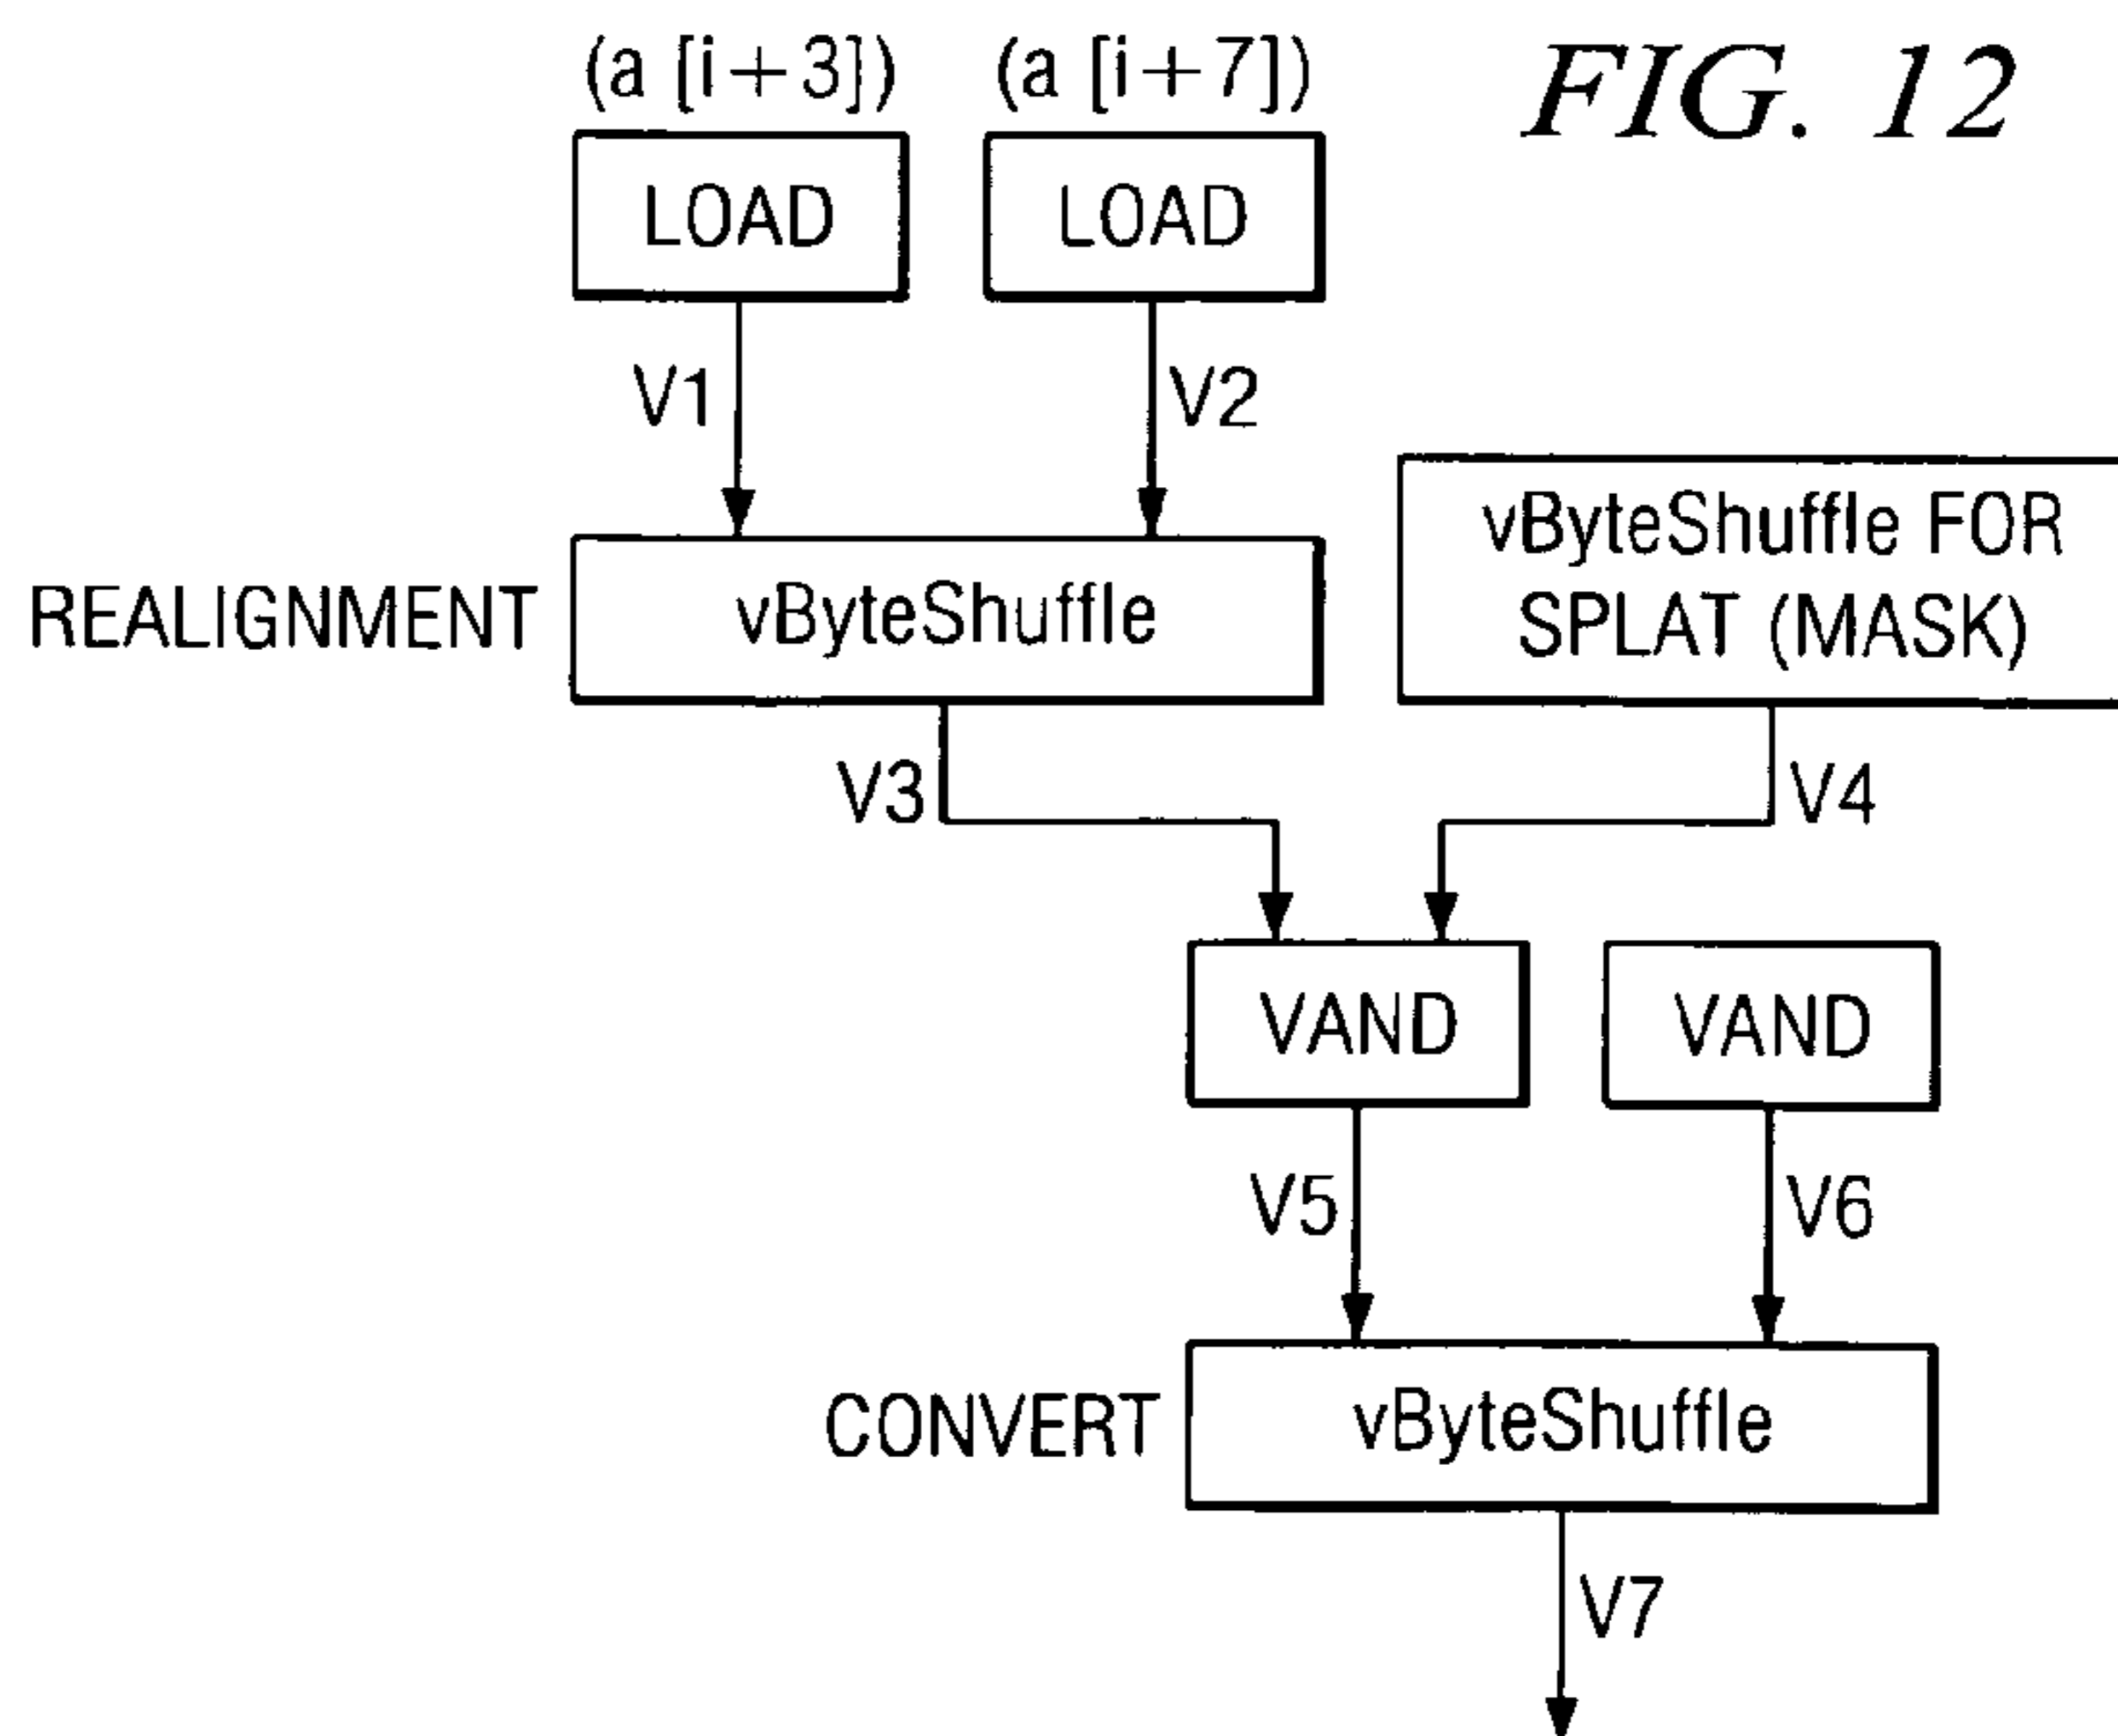 (a [i+3]) (a [i+7])
FIG. 12
LOAD LOAD
V1 V2
vByteShuffle FOR
SPLAT (MASK)
REALIGNMENT vByteShuffle
V3 V4
VAND VAND
V5 V6
CONVERT vByteShuffle
V7